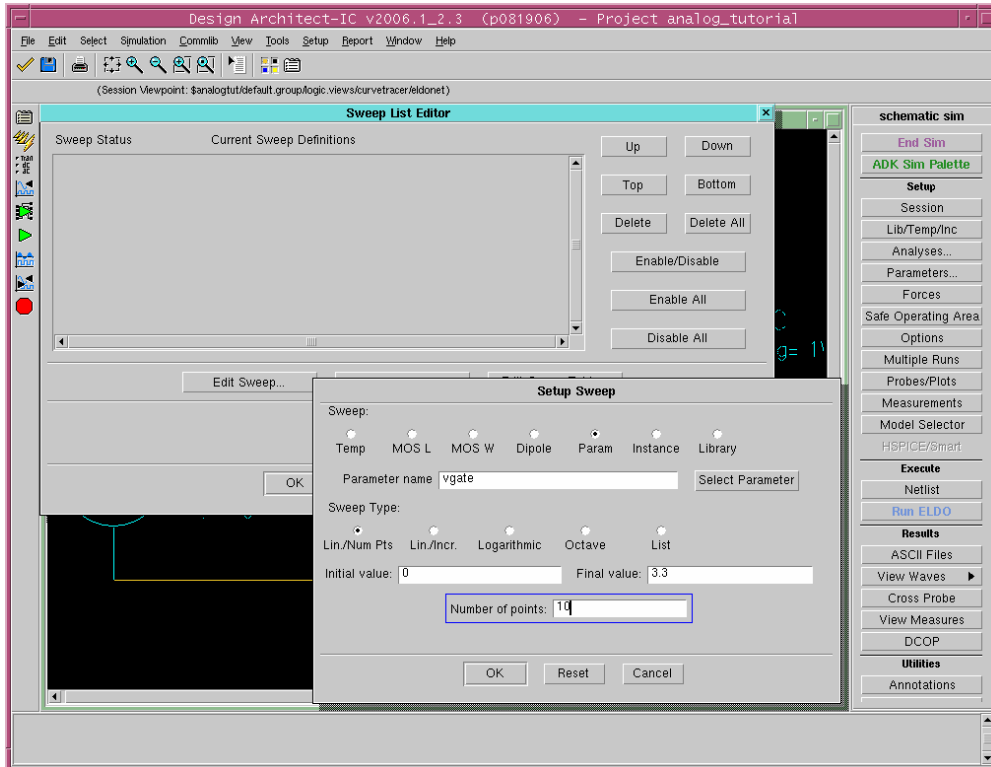 Design Architect-IC v2006.1_2.3 (p081906) - Project analog_tutorial
File Edit Select Simulation Commlib View Tools Setup Report Window Help
(Session Viewpoint: $analogtut/default.group/logic.views/curvetracer/eldonet)
Sweep List Editor
Sweep Status Current Sweep Definitions
Up Down
Top Bottom
Delete Delete All
Enable/Disable
Enable All
Disable All
Edit Sweep...
OK
g= 1V
Setup Sweep
Sweep:
Temp MOS L MOS W Dipole Param Instance Library
Parameter name vgate Select Parameter
Sweep Type:
Lin./Num Pts Lin./Incr. Logarithmic Octave List
Initial value: 0 Final value: 3.3
Number of points: 10
OK Reset Cancel
schematic sim
End Sim
ADK Sim Palette
Setup
Session
Lib/Temp/Inc
Analyses...
Parameters...
Forces
Safe Operating Area
Options
Multiple Runs
Probes/Plots
Measurements
Model Selector
HSPICE/Smart
Execute
Netlist
Run ELDO
Results
ASCII Files
View Waves
Cross Probe
View Measures
DCOP
Utilities
Annotations